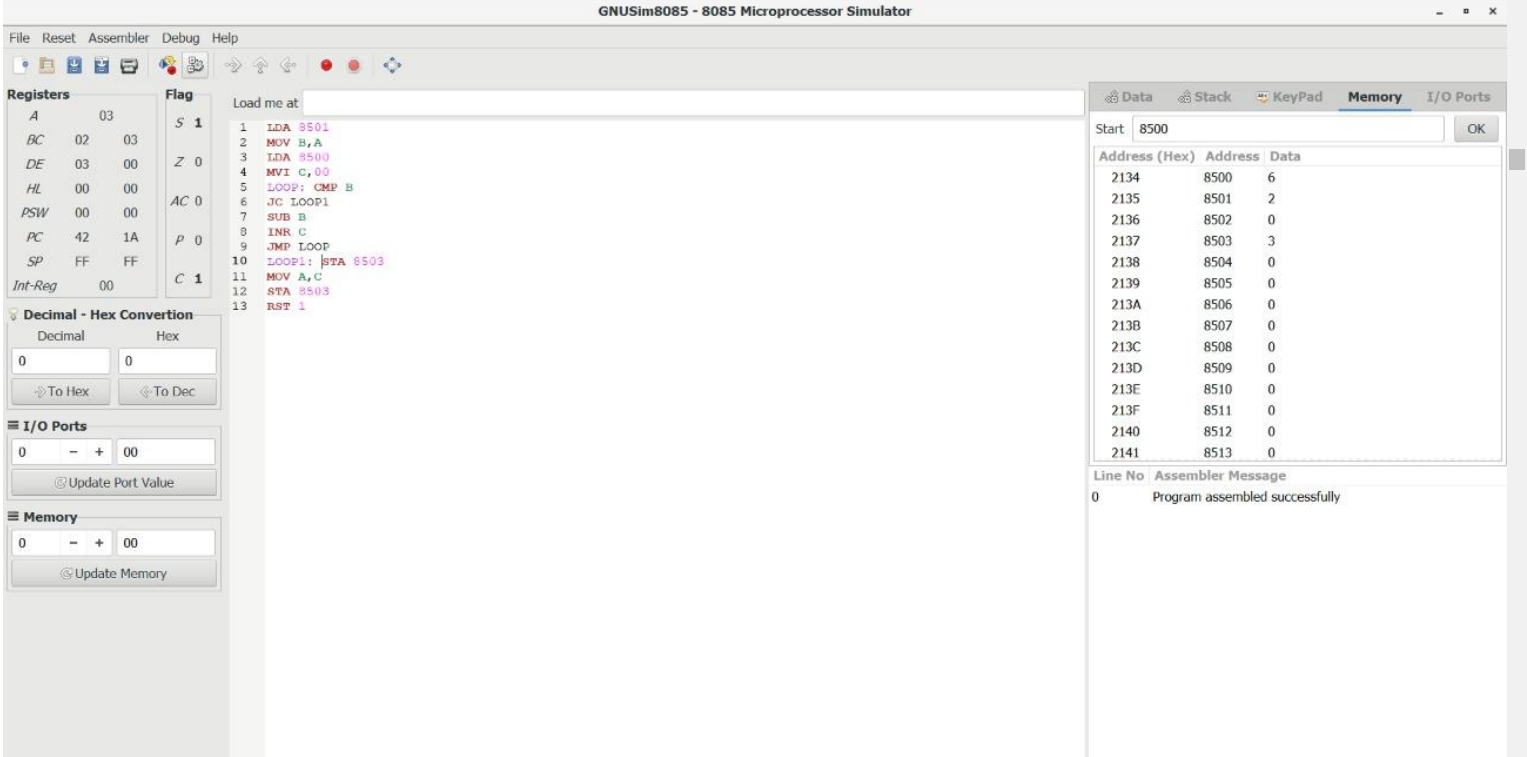 GNUSim8085 - 8085 Microprocessor Simulator
File Reset Assembler Debug Help
Registers
A 03
BC 02 03
DE 03 00
HL 00 00
PSW 00 00
PC 42 1A
SP FF FF
Int-Reg 00
Flag
S 1
Z 0
AC 0
P 0
C 1
Decimal - Hex Convertion
Decimal Hex
0 0
To Hex To Dec
I/O Ports
0 - + 00
Update Port Value
Memory
0 - + 00
Update Memory
Load me at
1 LDA 8501
2 MOV B,A
3 LDA 8500
4 MVI C,00
5 LOOP: CMP B
6 JC LOOP1
7 SUB B
8 INR C
9 JMP LOOP
10 LOOP1: STA 8503
11 MOV A,C
12 STA 8503
13 RST 1
Data Stack KeyPad Memory I/O Ports
Start 8500 OK
Address (Hex) Address Data
2134 8500 6
2135 8501 2
2136 8502 0
2137 8503 3
2138 8504 0
2139 8505 0
213A 8506 0
213B 8507 0
213C 8508 0
213D 8509 0
213E 8510 0
213F 8511 0
2140 8512 0
2141 8513 0
Line No Assembler Message
0 Program assembled successfully